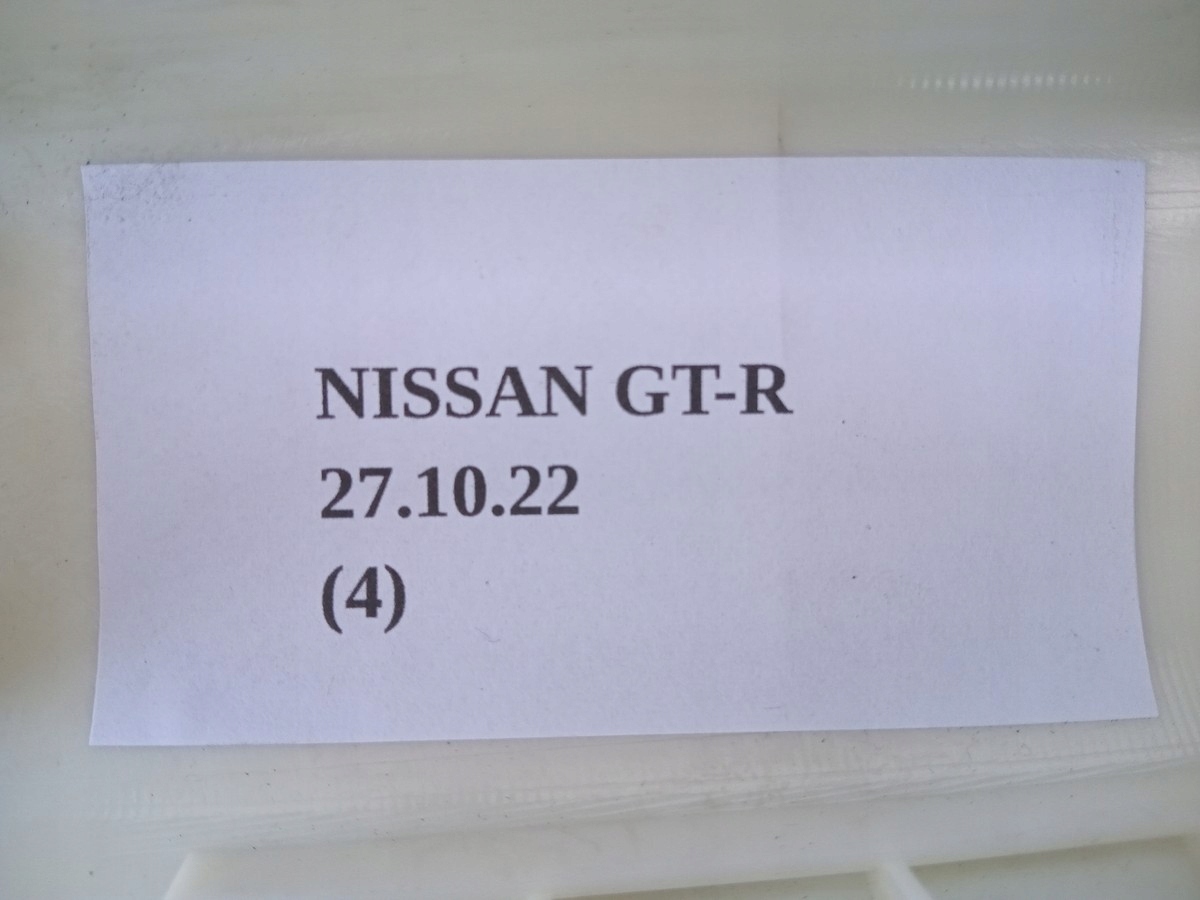 NISSAN GT-R
27.10.22
(4)